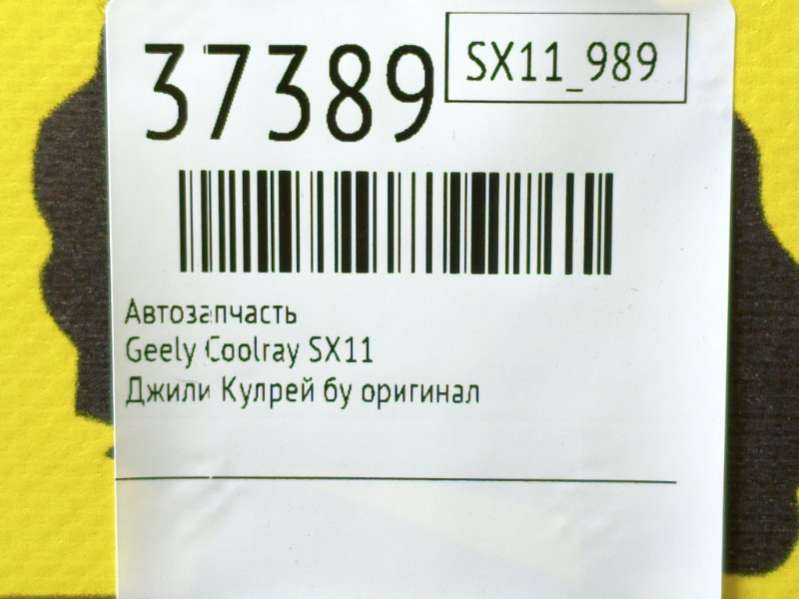 37389
SX11_989
Автозапчасть
Geely Coolray SX11
Джили Кулрей бу оригинал